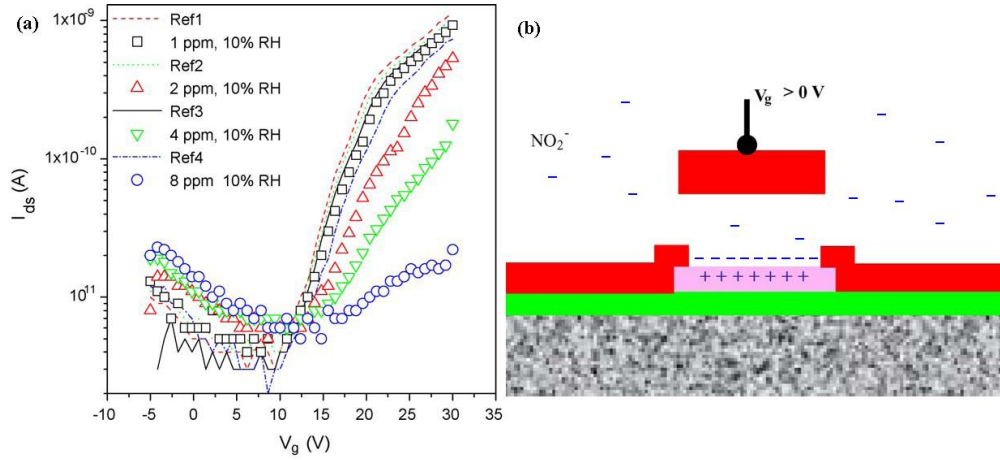 (a)
Ref1
1 ppm, 10% RH
Ref2
2 ppm, 10% RH
Ref3
4 ppm, 10% RH
Ref4
8 ppm 10% RH
1x10⁻⁹
1x10⁻¹⁰
10¹¹
I_ds (A)
-10 -5 0 5 10 15 20 25 30 35
V_g (V)
(b)
V_g > 0 V
NO₂⁻
+ + + + + + +